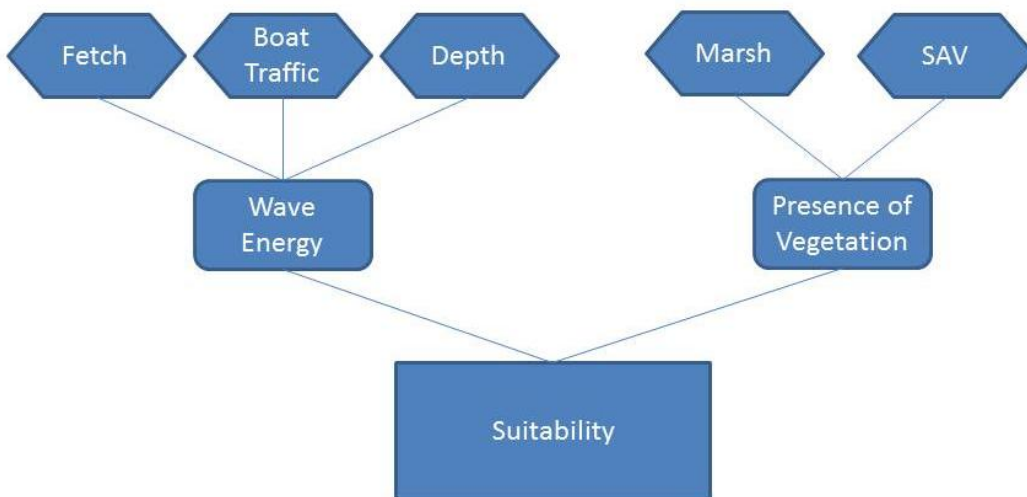 Fetch
Boat
Traffic
Depth
Marsh
SAV
Wave
Energy
Presence of
Vegetation
Suitability